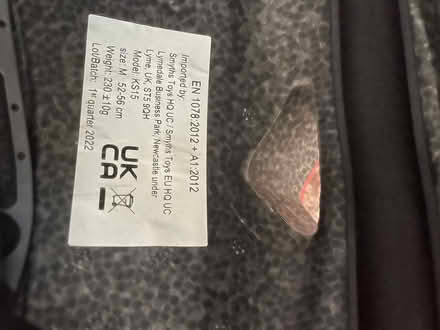 EN 1078:2012 + A1:2012
Imported by:
Smyths Toys HQ UC / Smyths Toys EU HQ UC
Lymedale Business Park, Newcastle under
Lyme, UK, ST5 9QH
Model: KS15
size: M 52-56 cm
Weight: 230 ±10g
Lot/Batch: 1st quarter 2022
UK
CA